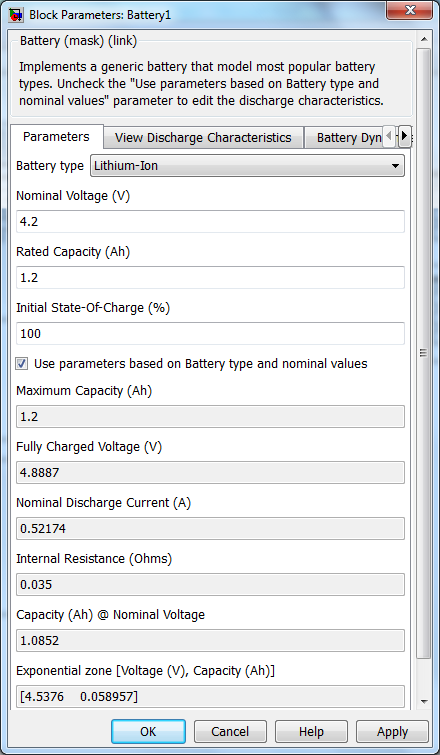 Block Parameters: Battery1
Battery (mask) (link)
Implements a generic battery that model most popular battery
types. Uncheck the "Use parameters based on Battery type and
nominal values" parameter to edit the discharge characteristics.
Parameters
View Discharge Characteristics
Battery Dyn
Battery type
Lithium-Ion
Nominal Voltage (V)
4.2
Rated Capacity (Ah)
1.2
Initial State-Of-Charge (%)
100
Use parameters based on Battery type and nominal values
Maximum Capacity (Ah)
1.2
Fully Charged Voltage (V)
4.8887
Nominal Discharge Current (A)
0.52174
Internal Resistance (Ohms)
0.035
Capacity (Ah) @ Nominal Voltage
1.0852
Exponential zone [Voltage (V), Capacity (Ah)]
[4.5376 0.058957]
OK Cancel Help Apply